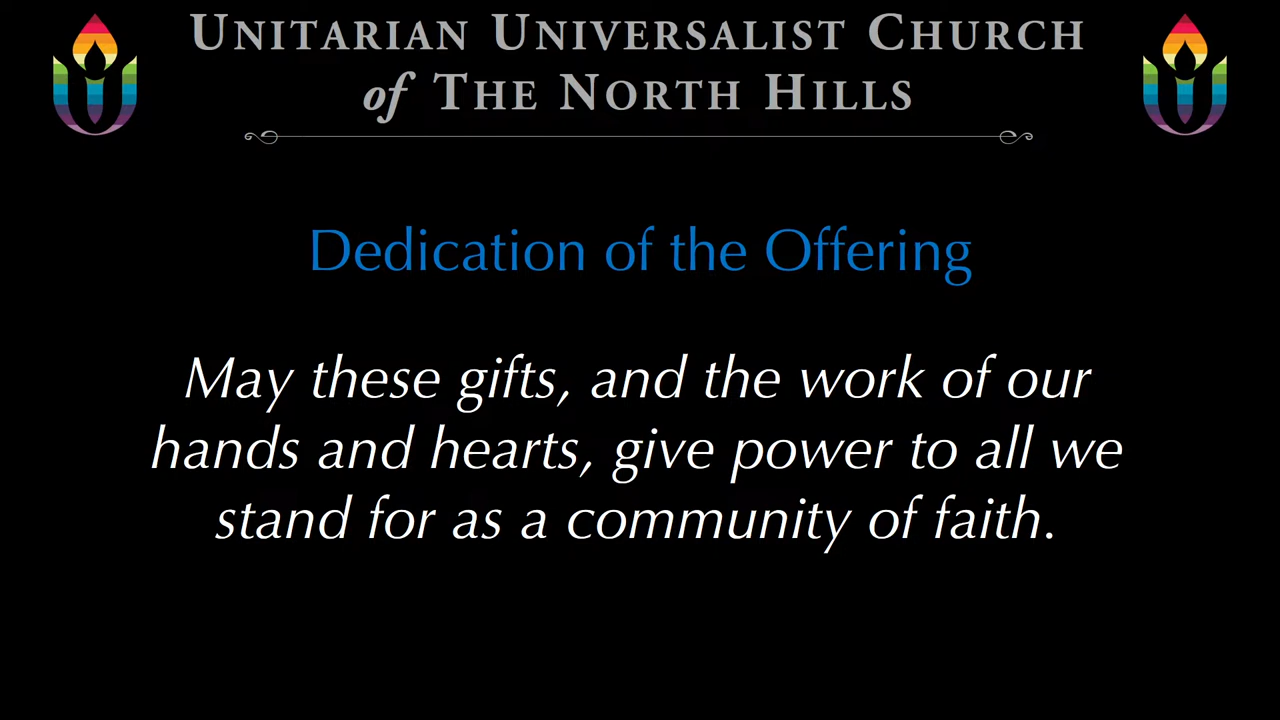 UNITARIAN UNIVERSALIST CHURCH
of THE NORTH HILLS
Dedication of the Offering
May these gifts, and the work of our
hands and hearts, give power to all we
stand for as a community of faith.